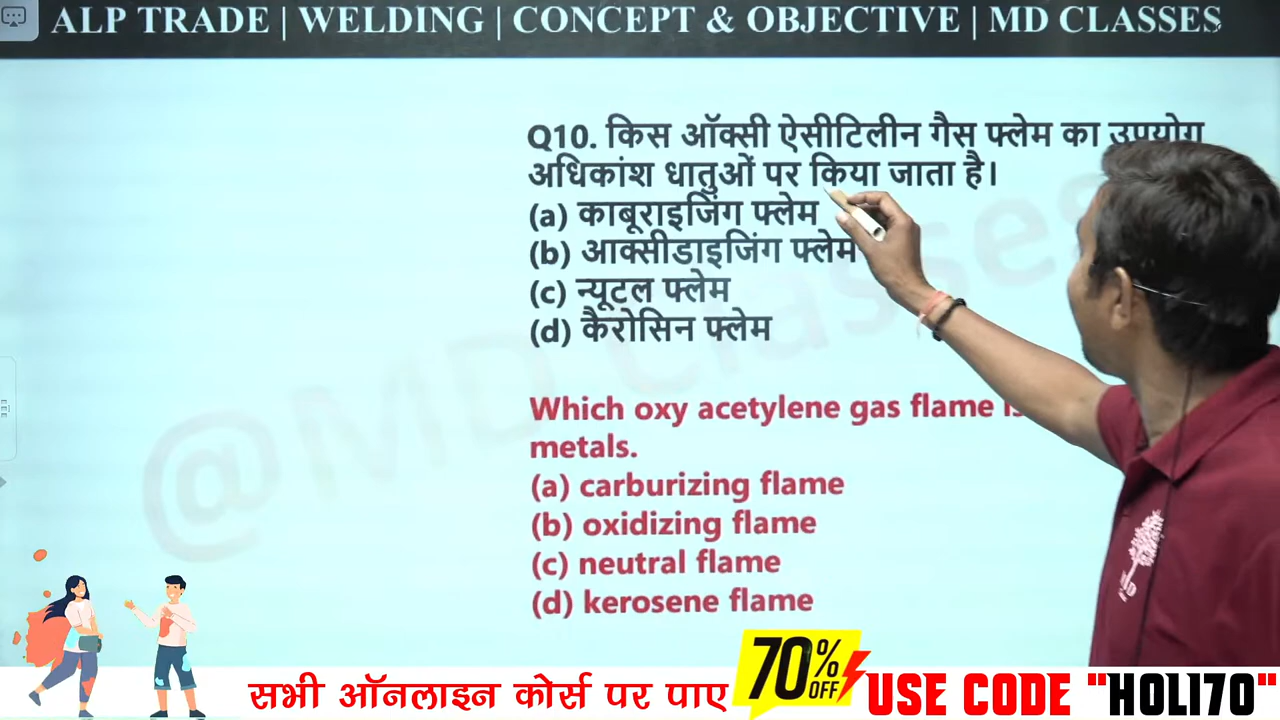 ALP TRADE | WELDING | CONCEPT & OBJECTIVE | MD CLASSES
Q10. किस ऑक्सी ऐसीटिलीन गैस फ्लेम का उपयोग
अधिकांश धातुओं पर किया जाता है।
(a) काबूराइजिंग फ्लेम
(b) आक्सीडाइजिंग फ्लेम
(c) न्यूटल फ्लेम
(d) कैरोसिन फ्लेम
Which oxy acetylene gas flame
metals.
(a) carburizing flame
(b) oxidizing flame
(c) neutral flame
(d) kerosene flame
@MD Classes
सभी ऑनलाइन कोर्स पर पाए 70% OFF USE CODE "HOLI70"